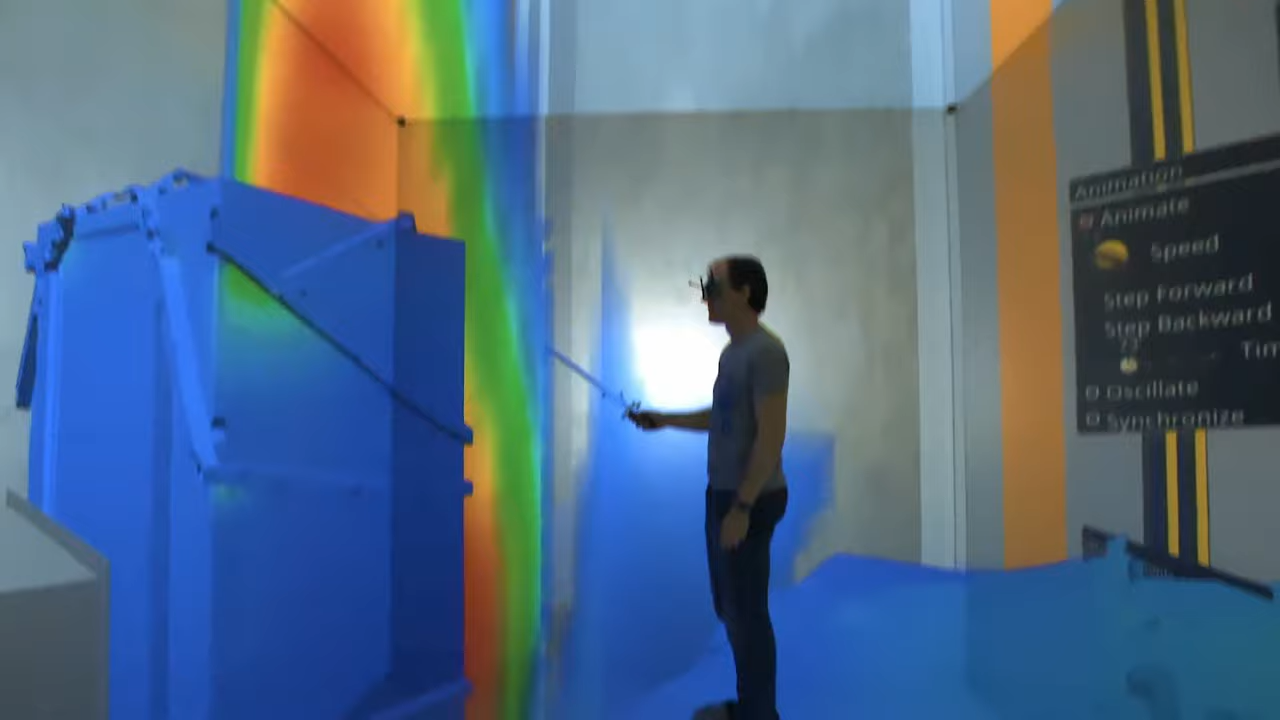 Animation
Animate
Speed
Step Forward
Step Backward
Oscillate
Synchronize